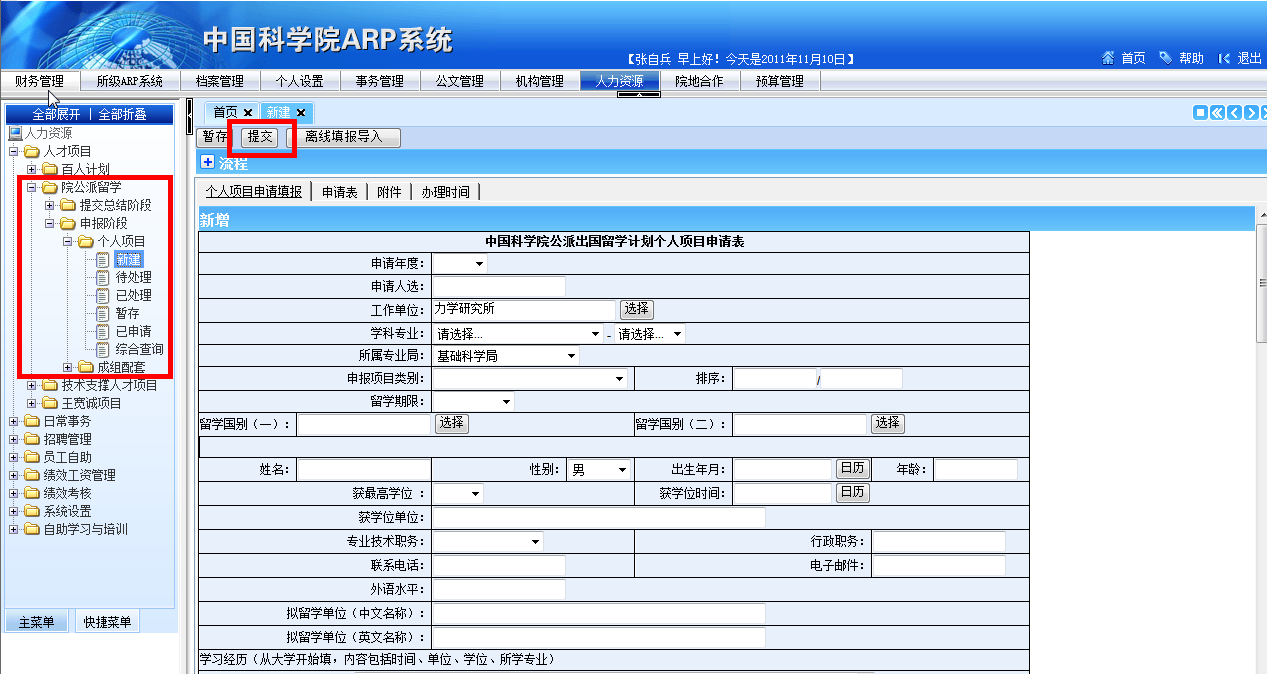 中国科学院ARP系统
【张自兵 早上好！今天是2011年11月10日】
首页 帮助 退出
财务管理 所级ARP系统 档案管理 个人设置 事务管理 公文管理 机构管理 人力资源 院地合作 预算管理
全部展开 | 全部折叠
人力资源
人才项目
百人计划
院公派留学
提交总结阶段
申报阶段
个人项目
新建
待处理
已处理
暂存
已申请
综合查询
成组配套
技术支撑人才项目
王宽诚项目
日常事务
招聘管理
员工自助
绩效工资管理
绩效考核
系统设置
自助学习与培训
主菜单 快捷菜单
首页 新建
暂存 提交 离线填报导入
流程
个人项目申请填报 申请表 附件 办理时间
新增
中国科学院公派出国留学计划个人项目申请表
申请年度：
申请人选：
工作单位： 力学研究所 选择
学科专业： 请选择... - 请选择...
所属专业局： 基础科学局
申报项目类别： 排序： /
留学期限：
留学国别（一）： 选择 留学国别（二）： 选择
姓名： 性别： 男 出生年月： 日历 年龄：
获最高学位 ： 获学位时间： 日历
获学位单位：
专业技术职务： 行政职务：
联系电话： 电子邮件：
外语水平：
拟留学单位（中文名称）：
拟留学单位（英文名称）：
学习经历（从大学开始填，内容包括时间、单位、学位、所学专业）